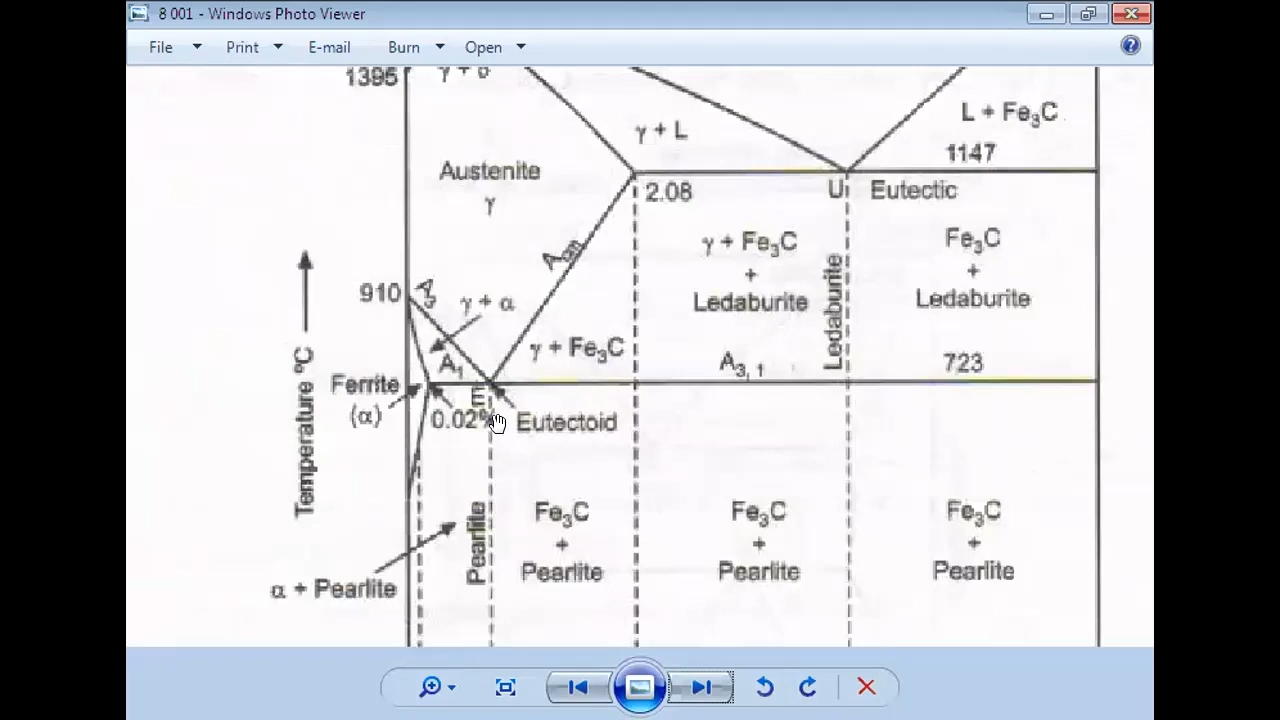 8 001 - Windows Photo Viewer
File Print E-mail Burn Open
1395 γ + δ
L + Fe3C
γ + L
1147
Austenite
γ
2.08
U Eutectic
Acm
γ + Fe3C
+
Ledaburite
Fe3C
+
Ledaburite
Ledaburite
910
A3
γ + α
γ + Fe3C
A1
A3, 1
723
Temperature ºC
Ferrite
(α)
E
0.02%
Eutectoid
Pearlite
Fe3C
+
Pearlite
Fe3C
+
Pearlite
Fe3C
+
Pearlite
α + Pearlite